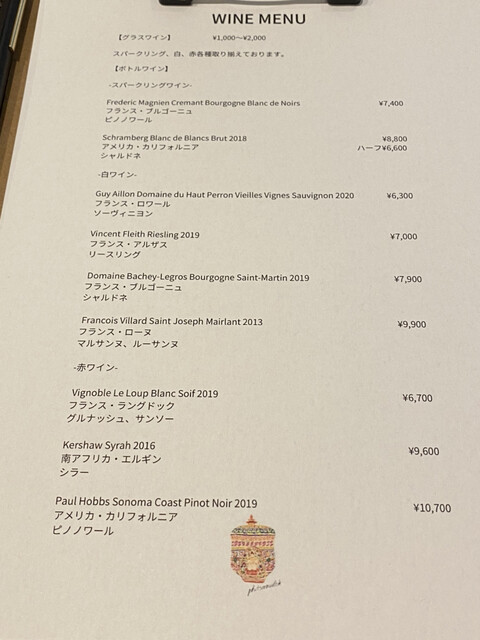 WINE MENU
【グラスワイン】 ¥1,000〜¥2,000
スパークリング、白、赤各種取り揃えております。
【ボトルワイン】
-スパークリングワイン-
Frederic Magnien Cremant Bourgogne Blanc de Noirs ¥7,400
フランス・ブルゴーニュ
ピノノワール
Schramberg Blanc de Blancs Brut 2018 ¥8,800
アメリカ・カリフォルニア ハーフ¥6,600
シャルドネ
-白ワイン-
Guy Aillon Domaine du Haut Perron Vieilles Vignes Sauvignon 2020 ¥6,300
フランス・ロワール
ソーヴィニヨン
Vincent Fleith Riesling 2019 ¥7,000
フランス・アルザス
リースリング
Domaine Bachey-Legros Bourgogne Saint-Martin 2019 ¥7,900
フランス・ブルゴーニュ
シャルドネ
Francois Villard Saint Joseph Mairlant 2013 ¥9,900
フランス・ローヌ
マルサンヌ、ルーサンヌ
-赤ワイン-
Vignoble Le Loup Blanc Soif 2019 ¥6,700
フランス・ラングドック
グルナッシュ、サンソー
Kershaw Syrah 2016 ¥9,600
南アフリカ・エルギン
シラー
Paul Hobbs Sonoma Coast Pinot Noir 2019 ¥10,700
アメリカ・カリフォルニア
ピノノワール